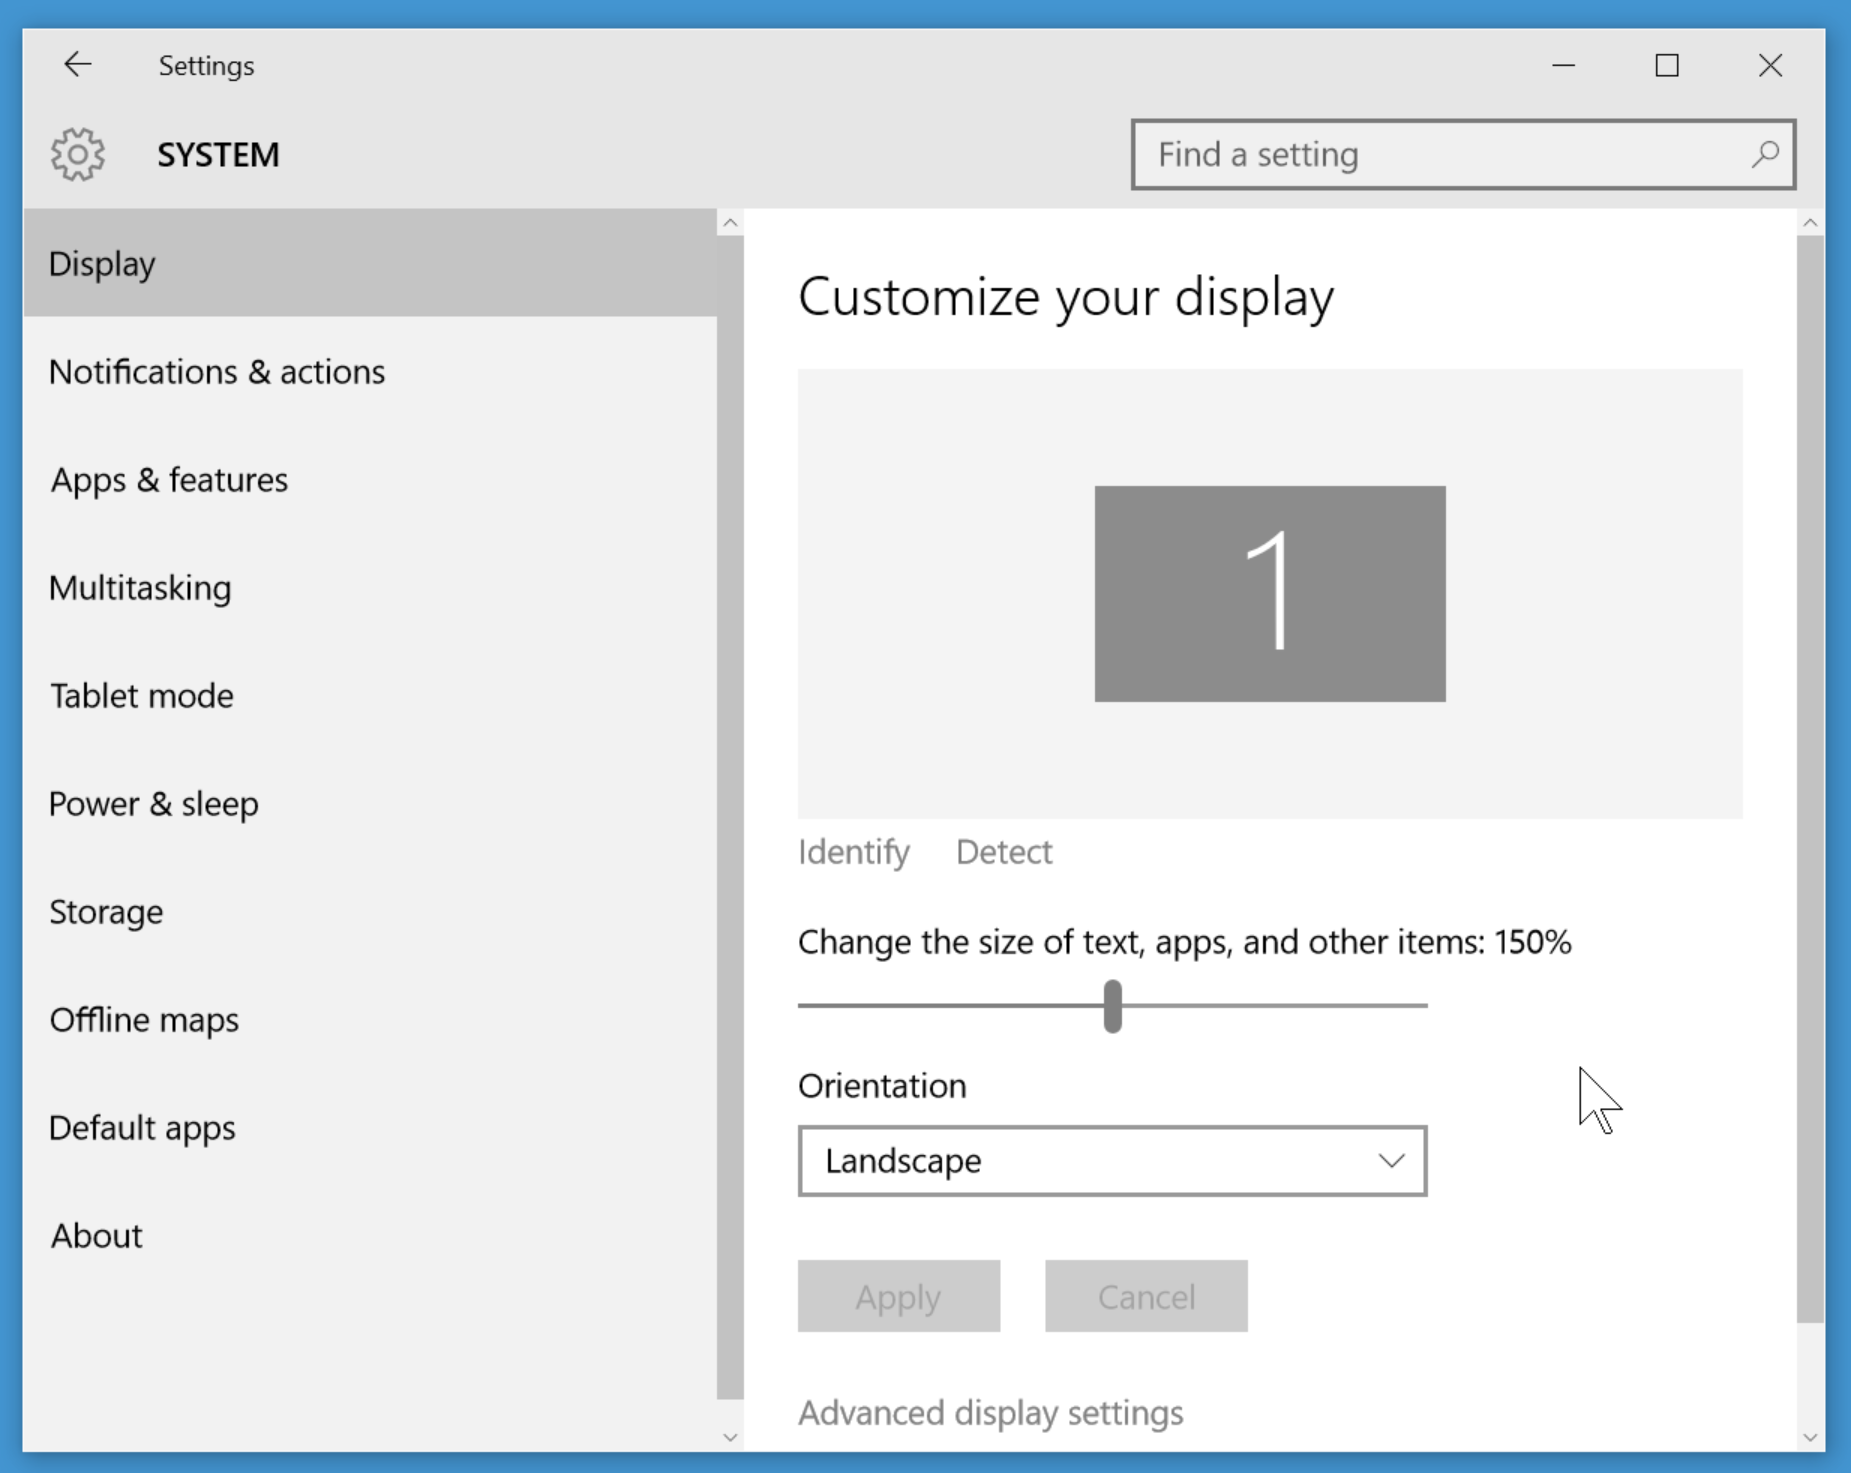 Settings
SYSTEM
Find a setting
Display
Notifications & actions
Apps & features
Multitasking
Tablet mode
Power & sleep
Storage
Offline maps
Default apps
About
Customize your display
1
Identify Detect
Change the size of text, apps, and other items: 150%
Orientation
Landscape
Apply Cancel
Advanced display settings